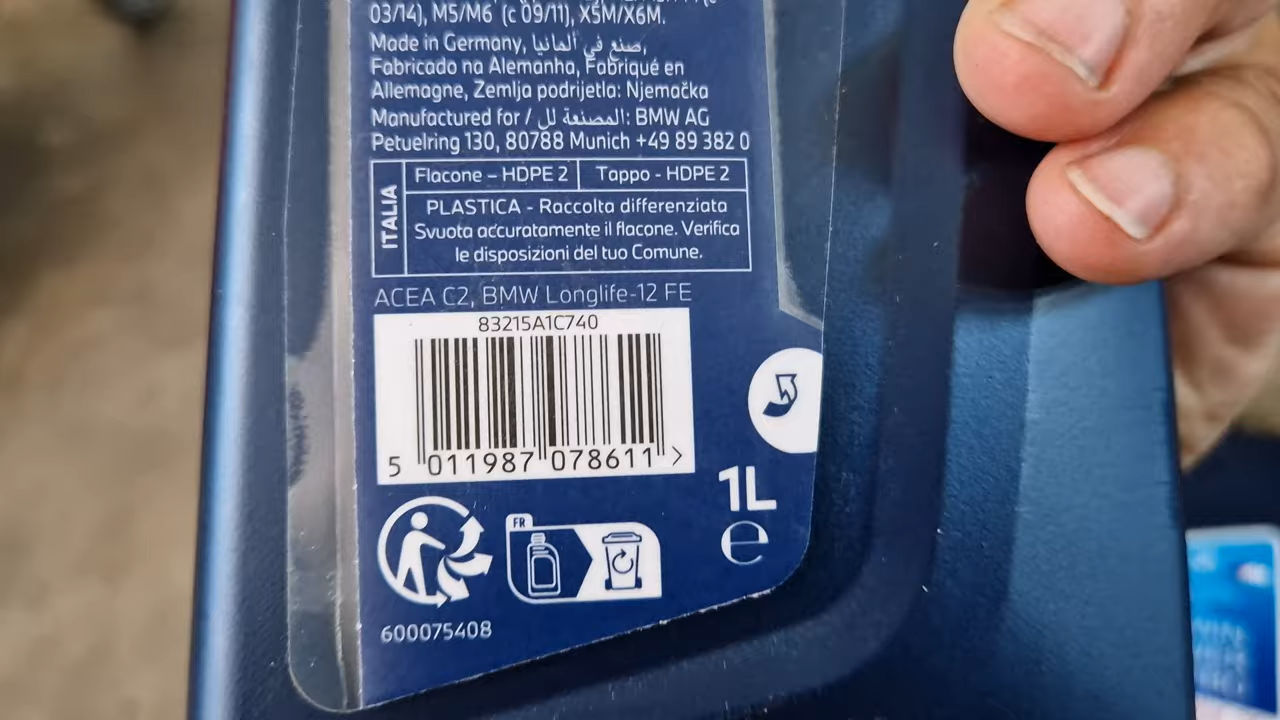 03/14), M5/M6 (c 09/11), X5M/X6M.
Made in Germany, صنع في ألمانيا,
Fabricado na Alemanha, Fabriqué en
Allemagne, Zemlja podrijetla: Njemačka
Manufactured for / المصنعة لل: BMW AG
Petuelring 130, 80788 Munich +49 89 382 0
ITALIA
Flacone – HDPE 2
Tappo - HDPE 2
PLASTICA - Raccolta differenziata
Svuota accuratamente il flacone. Verifica
le disposizioni del tuo Comune.
ACEA C2, BMW Longlife-12 FE
83215A1C740
5 011987 078611 >
1L
e
FR
600075408